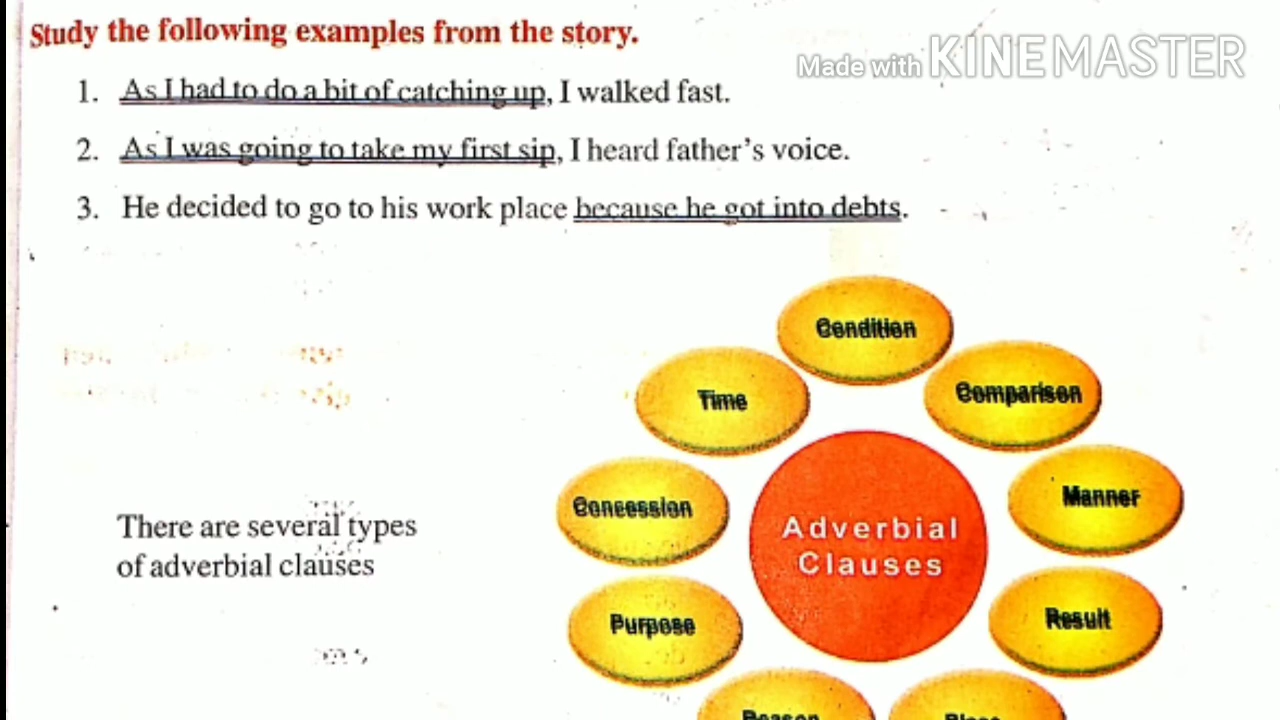 Study the following examples from the story.
Made with KINEMASTER
1. As I had to do a bit of catching up, I walked fast.
2. As I was going to take my first sip, I heard father's voice.
3. He decided to go to his work place because he got into debts.
Condition
Time
Comparison
Concession
Manner
Adverbial
Clauses
There are several types
of adverbial clauses
Purpose
Result
Reason
Place